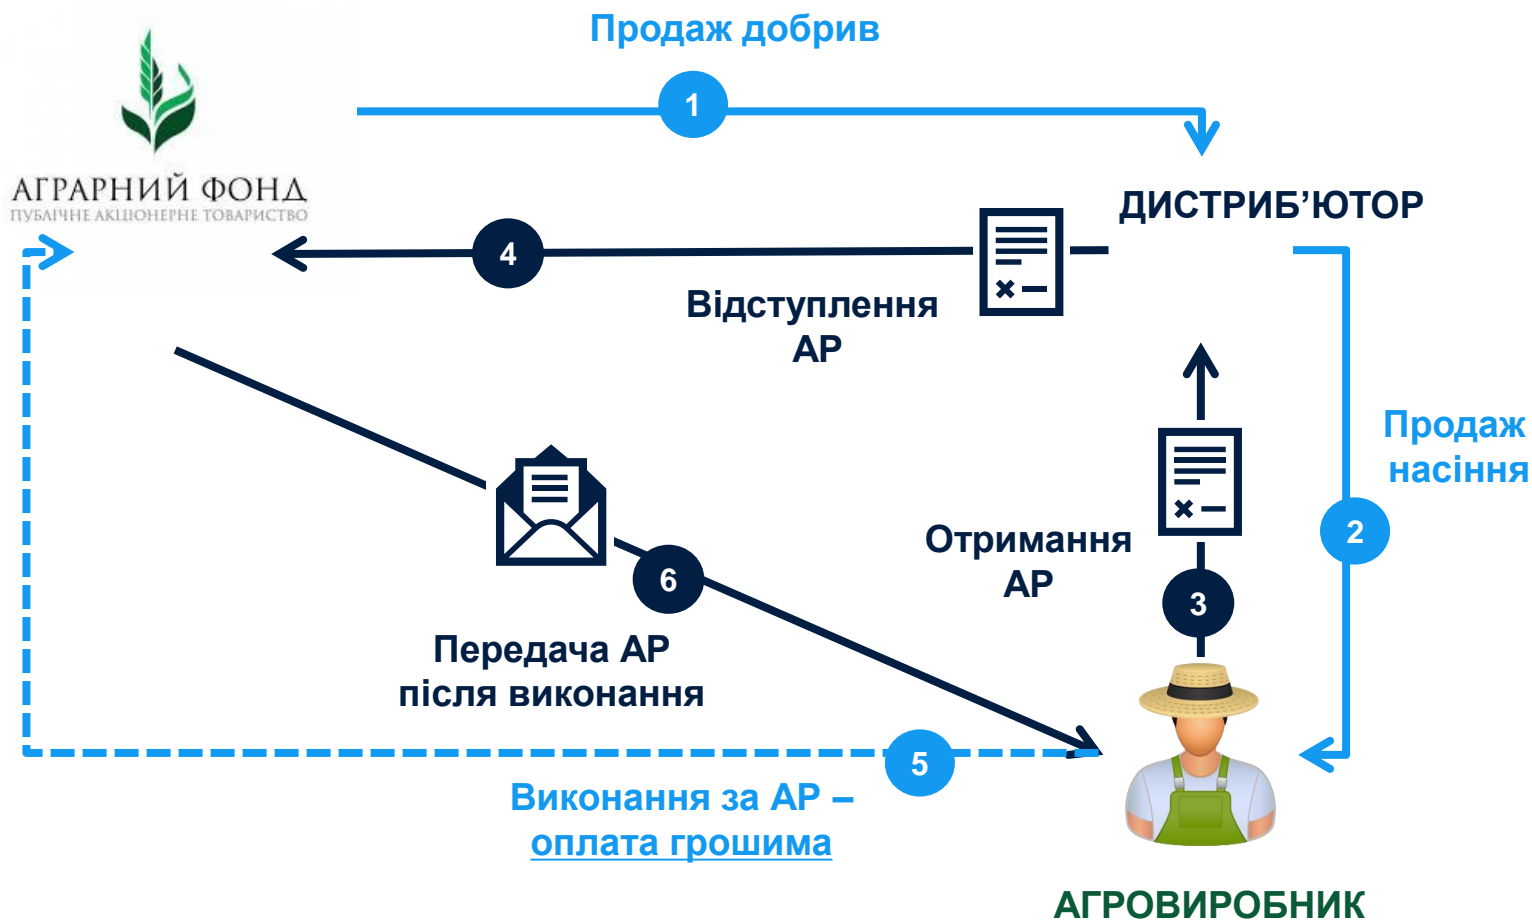 Продаж добрив
1
АГРАРНИЙ ФОНД
ПУБЛІЧНЕ АКЦІОНЕРНЕ ТОВАРИСТВО
ДИСТРИБ’ЮТОР
4
Відступлення
АР
Продаж
насіння
2
Отримання
АР
3
6
Передача АР
після виконання
5
Виконання за АР –
оплата грошима
АГРОВИРОБНИК